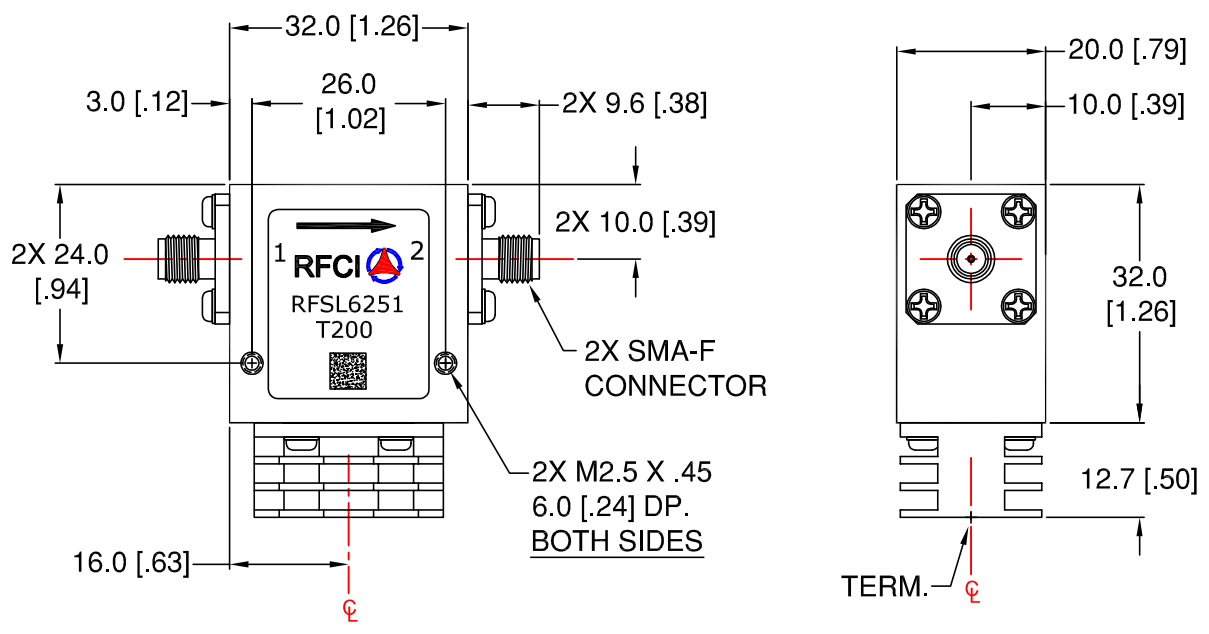 32.0 [1.26]
3.0 [.12]
26.0
[1.02]
2X 9.6 [.38]
2X 10.0 [.39]
2X 24.0
[.94]
1
2
RFCI
RFSL6251
T200
2X SMA-F
CONNECTOR
2X M2.5 X .45
6.0 [.24] DP.
BOTH SIDES
16.0 [.63]
℄
20.0 [.79]
10.0 [.39]
32.0
[1.26]
12.7 [.50]
TERM.
℄